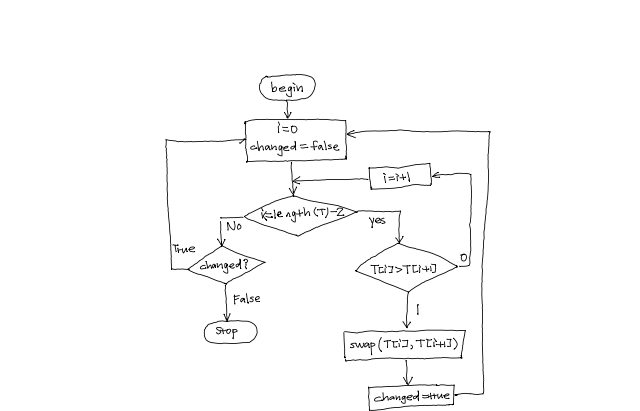 begin
i=0
changed=false
i=i+1
i<=length(T)-2
No
yes
True
changed?
T[i]>T[i+1]
0
False
1
Stop
swap(T[i],T[i+1])
changed=true